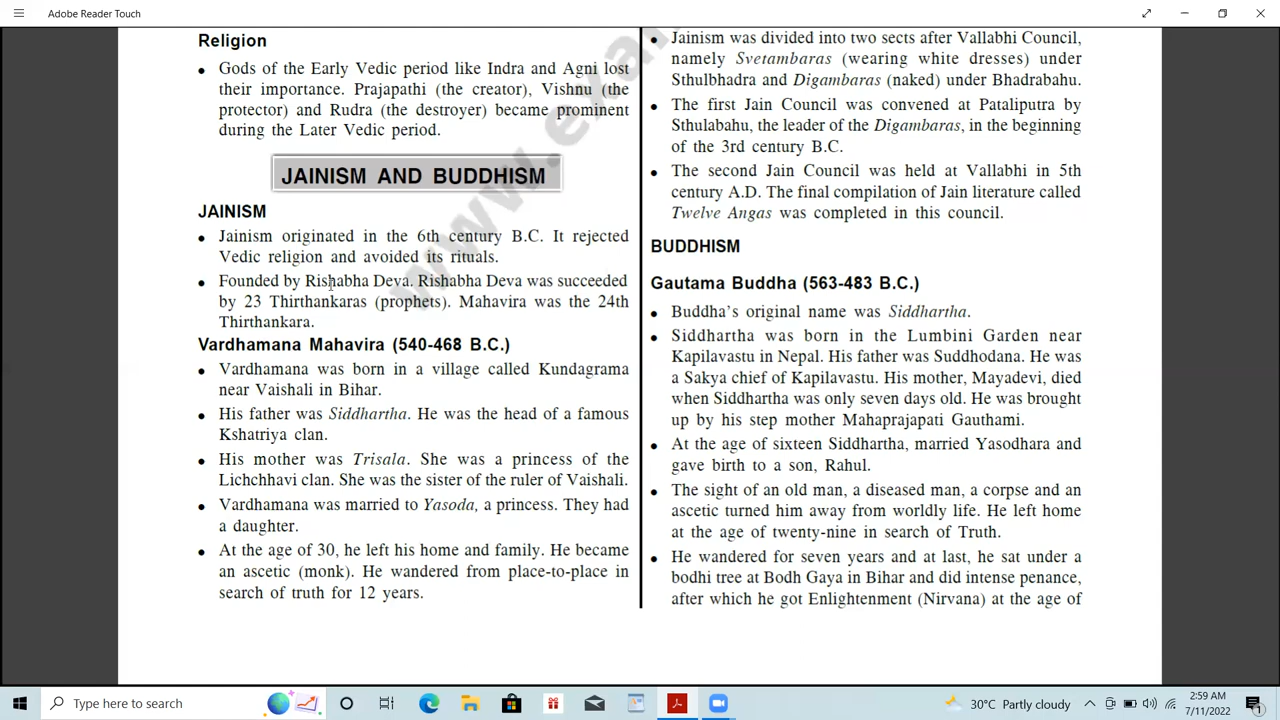 Adobe Reader Touch
Religion
• Gods of the Early Vedic period like Indra and Agni lost
their importance. Prajapathi (the creator), Vishnu (the
protector) and Rudra (the destroyer) became prominent
during the Later Vedic period.
JAINISM AND BUDDHISM
JAINISM
• Jainism originated in the 6th century B.C. It rejected
Vedic religion and avoided its rituals.
• Founded by Rishabha Deva. Rishabha Deva was succeeded
by 23 Thirthankaras (prophets). Mahavira was the 24th
Thirthankara.
Vardhamana Mahavira (540-468 B.C.)
• Vardhamana was born in a village called Kundagrama
near Vaishali in Bihar.
• His father was Siddhartha. He was the head of a famous
Kshatriya clan.
• His mother was Trisala. She was a princess of the
Lichchhavi clan. She was the sister of the ruler of Vaishali.
• Vardhamana was married to Yasoda, a princess. They had
a daughter.
• At the age of 30, he left his home and family. He became
an ascetic (monk). He wandered from place-to-place in
search of truth for 12 years.
• Jainism was divided into two sects after Vallabhi Council,
namely Svetambaras (wearing white dresses) under
Sthulbhadra and Digambaras (naked) under Bhadrabahu.
• The first Jain Council was convened at Pataliputra by
Sthulabahu, the leader of the Digambaras, in the beginning
of the 3rd century B.C.
• The second Jain Council was held at Vallabhi in 5th
century A.D. The final compilation of Jain literature called
Twelve Angas was completed in this council.
BUDDHISM
Gautama Buddha (563-483 B.C.)
• Buddha's original name was Siddhartha.
• Siddhartha was born in the Lumbini Garden near
Kapilavastu in Nepal. His father was Suddhodana. He was
a Sakya chief of Kapilavastu. His mother, Mayadevi, died
when Siddhartha was only seven days old. He was brought
up by his step mother Mahaprajapati Gauthami.
• At the age of sixteen Siddhartha, married Yasodhara and
gave birth to a son, Rahul.
• The sight of an old man, a diseased man, a corpse and an
ascetic turned him away from worldly life. He left home
at the age of twenty-nine in search of Truth.
• He wandered for seven years and at last, he sat under a
bodhi tree at Bodh Gaya in Bihar and did intense penance,
after which he got Enlightenment (Nirvana) at the age of
www.exa
Type here to search
30°C Partly cloudy
2:59 AM
7/11/2022
1